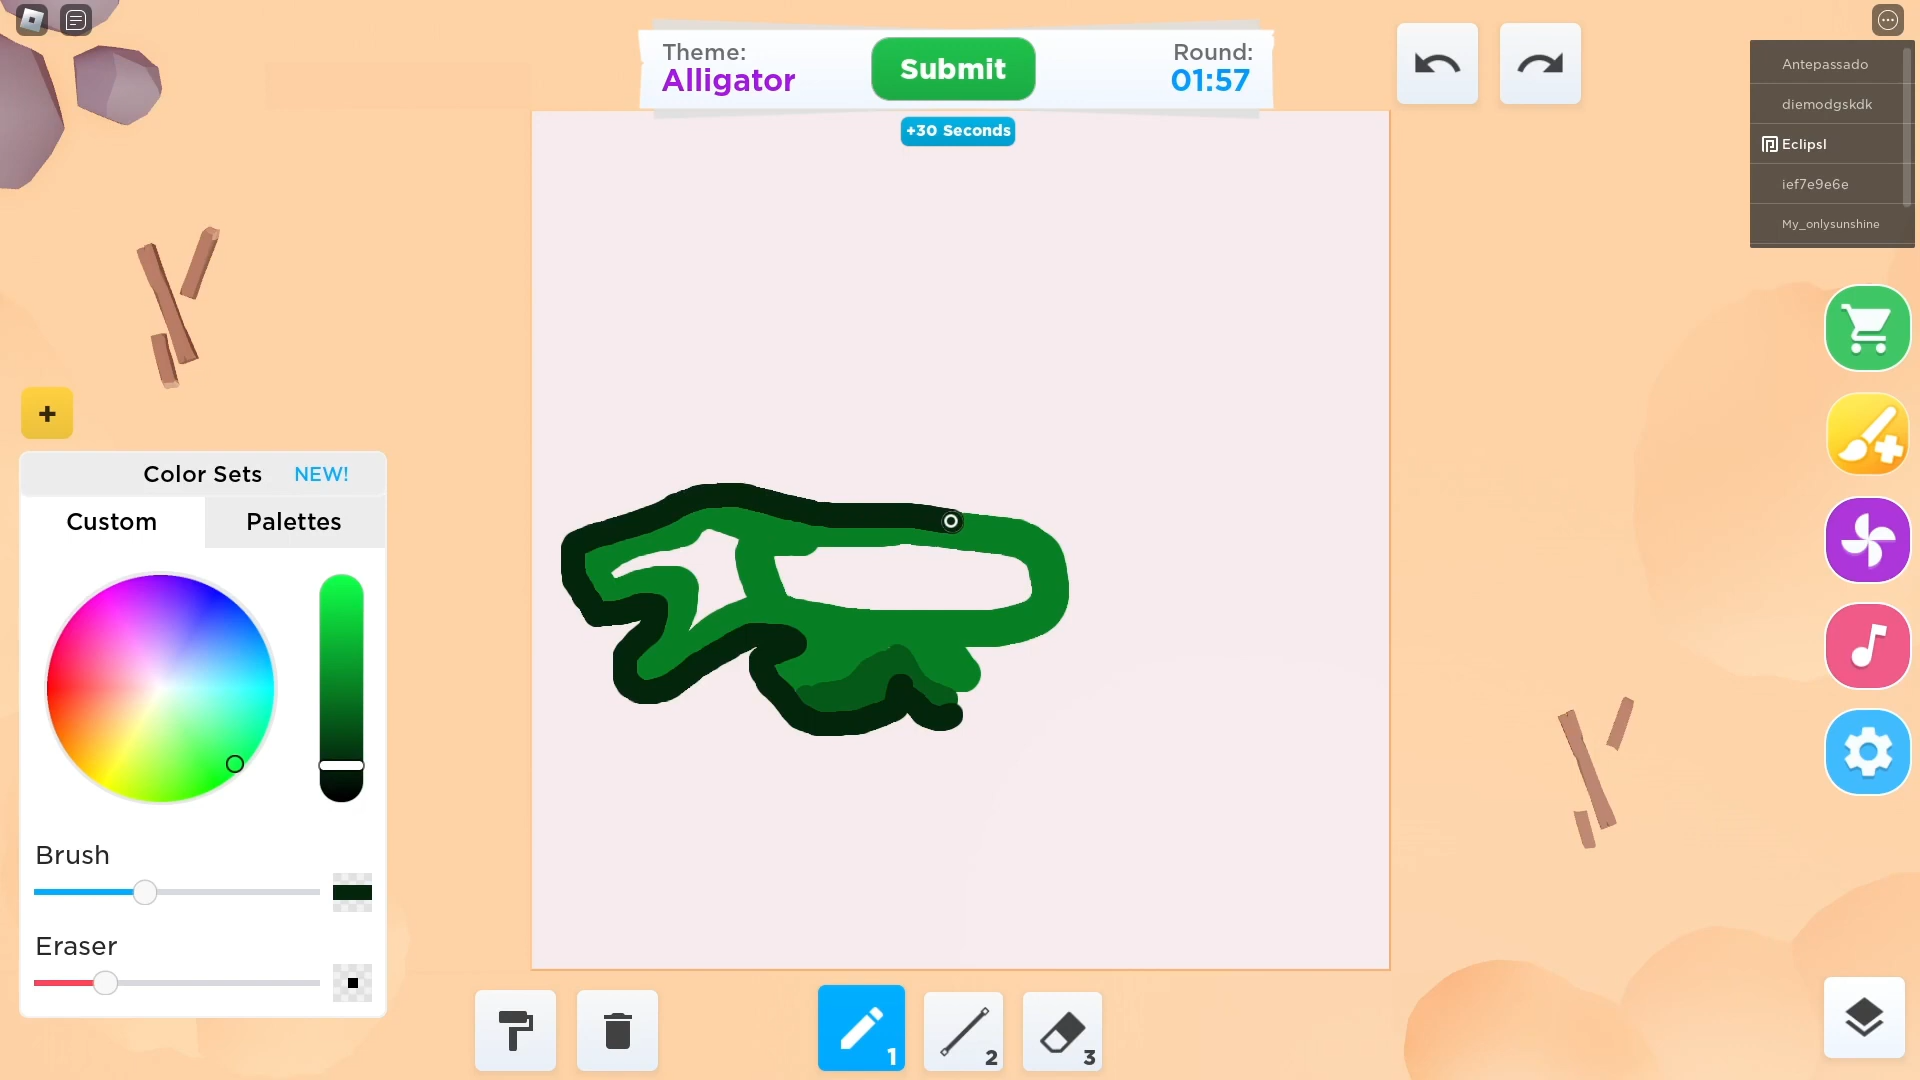 Theme:
Alligator
Submit
Round:
01:57
+30 Seconds
Antepassado
diemodgskdk
Eclipsl
ief7e9e6e
My_onlysunshine
+
Color Sets NEW!
Custom Palettes
Brush
Eraser
1
2
3